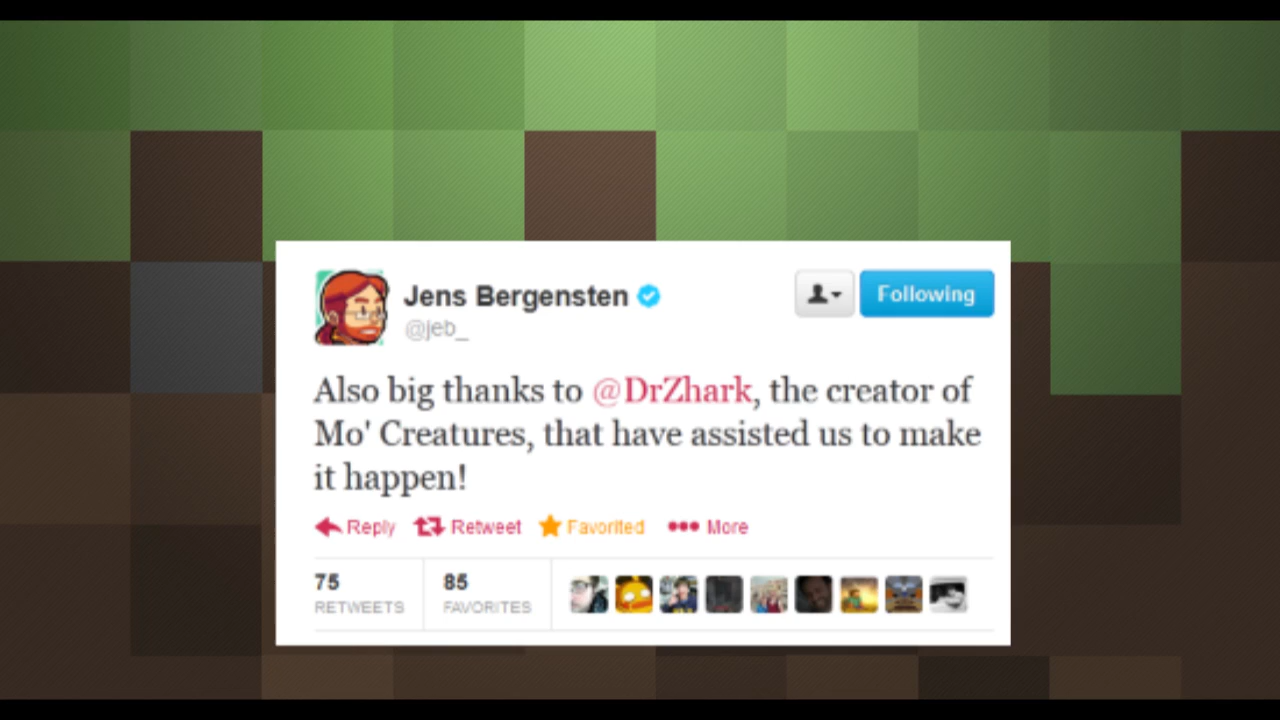 Jens Bergensten
@jeb_
Following
Also big thanks to @DrZhark, the creator of
Mo' Creatures, that have assisted us to make
it happen!
Reply Retweet Favorited More
75 85
RETWEETS FAVORITES